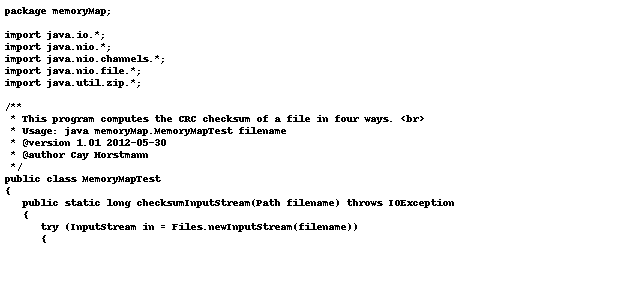 package memoryMap;

import java.io.*;
import java.nio.*;
import java.nio.channels.*;
import java.nio.file.*;
import java.util.zip.*;

/**
 * This program computes the CRC checksum of a file in four ways. <br>
 * Usage: java memoryMap.MemoryMapTest filename
 * @version 1.01 2012-05-30
 * @author Cay Horstmann
 */
public class MemoryMapTest
{
   public static long checksumInputStream(Path filename) throws IOException
   {
      try (InputStream in = Files.newInputStream(filename))
      {